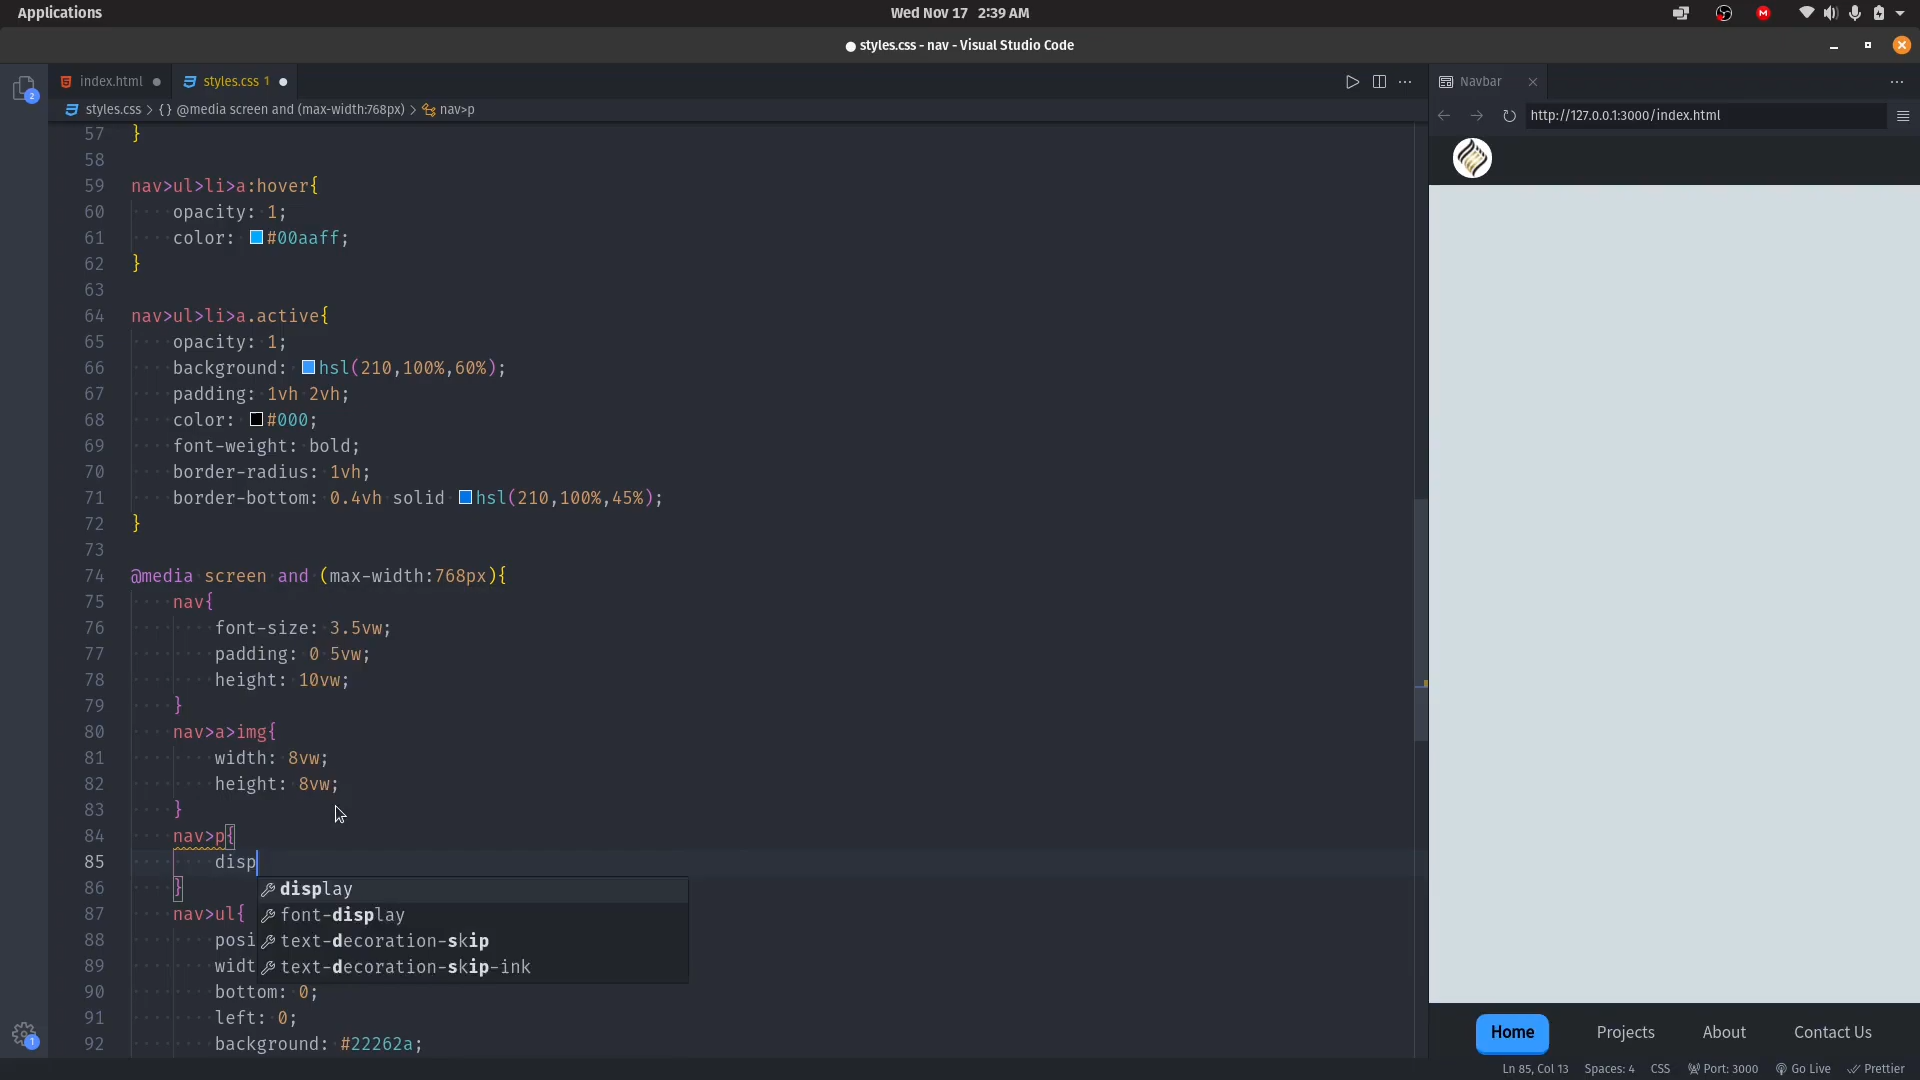 Applications
Wed Nov 17 2:39 AM
M
● styles.css - nav - Visual Studio Code
index.html
styles.css 1
Navbar
styles.css > {} @media screen and (max-width:768px) > nav>p
http://127.0.0.1:3000/index.html
2
57 }
58
59 nav>ul>li>a:hover{
60 opacity: 1;
61 color: #00aaff;
62 }
63
64 nav>ul>li>a.active{
65 opacity: 1;
66 background: hsl(210,100%,60%);
67 padding: 1vh 2vh;
68 color: #000;
69 font-weight: bold;
70 border-radius: 1vh;
71 border-bottom: 0.4vh solid hsl(210,100%,45%);
72 }
73
74 @media screen and (max-width:768px){
75 nav{
76 font-size: 3.5vw;
77 padding: 0 5vw;
78 height: 10vw;
79 }
80 nav>a>img{
81 width: 8vw;
82 height: 8vw;
83 }
84 nav>p{
85 disp
86 }
display
87 nav>ul{
font-display
88 posi
text-decoration-skip
89 widt
text-decoration-skip-ink
90 bottom: 0;
91 left: 0;
92 background: #22262a;
1
Home Projects About Contact Us
Ln 85, Col 13 Spaces: 4 CSS Port: 3000 Go Live Prettier